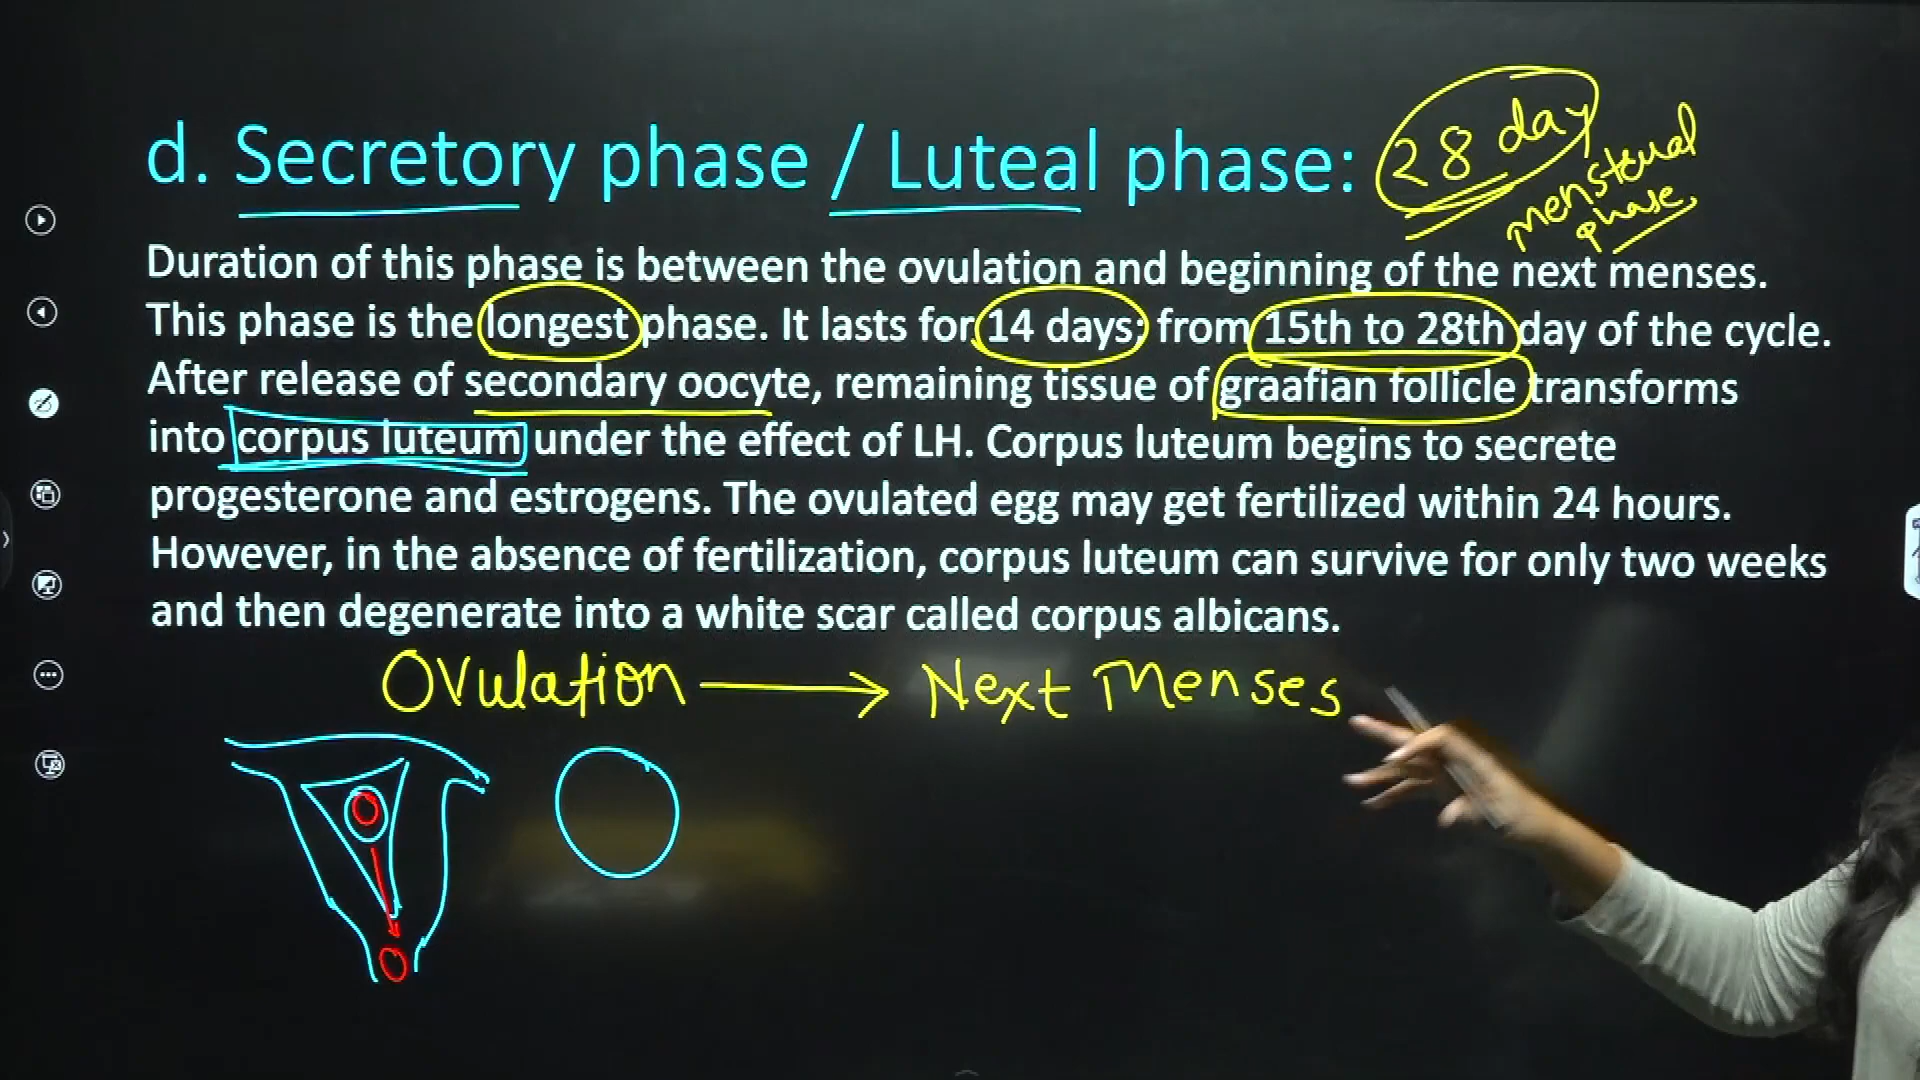 d. Secretory phase / Luteal phase:
28 day
menstrual
phase
Duration of this phase is between the ovulation and beginning of the next menses.
This phase is the longest phase. It lasts for 14 days; from 15th to 28th day of the cycle.
After release of secondary oocyte, remaining tissue of graafian follicle transforms
into corpus luteum under the effect of LH. Corpus luteum begins to secrete
progesterone and estrogens. The ovulated egg may get fertilized within 24 hours.
However, in the absence of fertilization, corpus luteum can survive for only two weeks
and then degenerate into a white scar called corpus albicans.
Ovulation → Next Menses